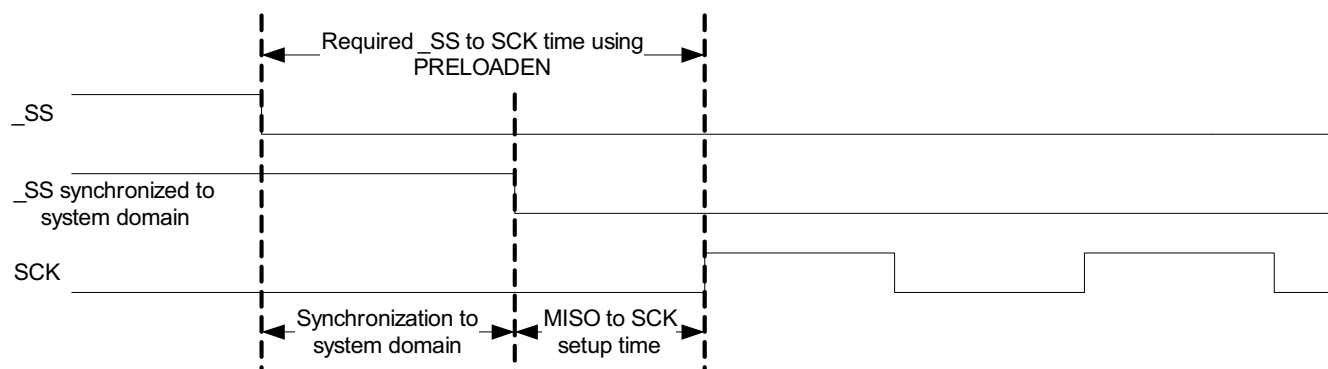 Required _SS to SCK time using
PRELOADEN
_SS
_SS synchronized to
system domain
SCK
Synchronization to
system domain
MISO to SCK
setup time